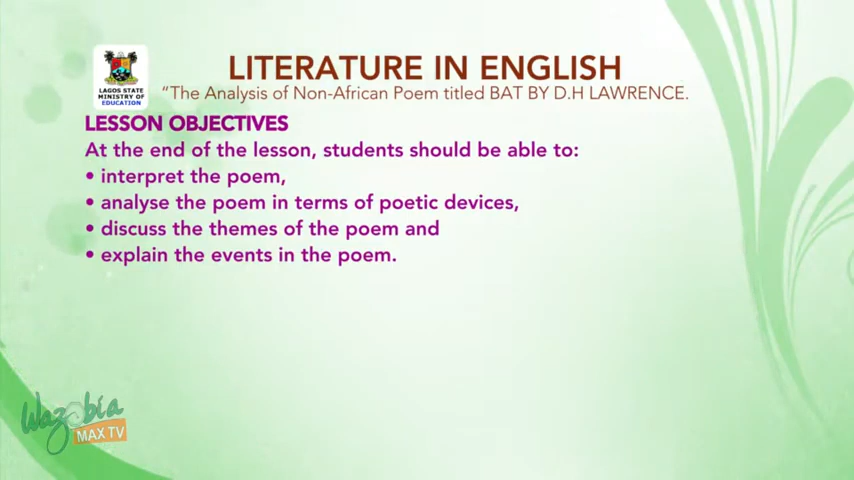 LITERATURE IN ENGLISH
"The Analysis of Non-African Poem titled BAT BY D.H LAWRENCE.
LAGOS STATE
MINISTRY OF
EDUCATION
LESSON OBJECTIVES
At the end of the lesson, students should be able to:
• interpret the poem,
• analyse the poem in terms of poetic devices,
• discuss the themes of the poem and
• explain the events in the poem.
Wazobia
MAX TV